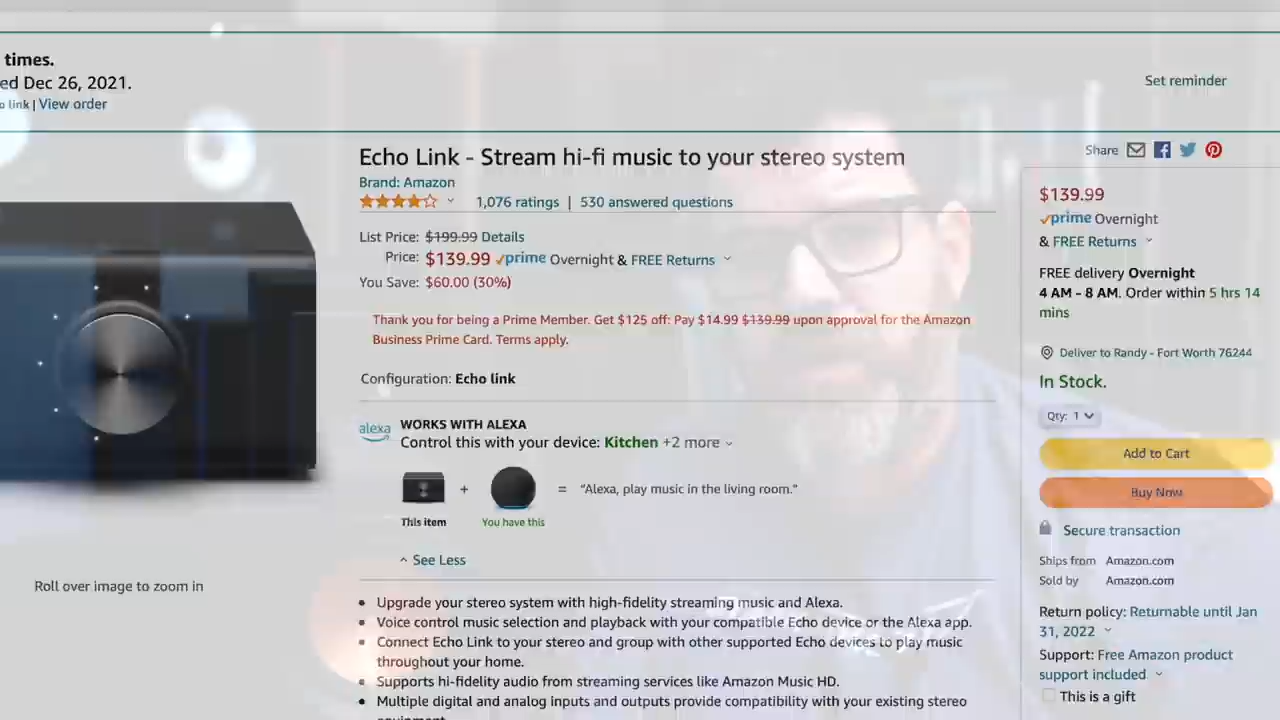 times.
ed Dec 26, 2021.
o link | View order
Set reminder
Echo Link - Stream hi-fi music to your stereo system
Brand: Amazon
1,076 ratings | 530 answered questions
List Price: $199.99 Details
Price: $139.99 prime Overnight & FREE Returns
You Save: $60.00 (30%)
Thank you for being a Prime Member. Get $125 off: Pay $14.99 $139.99 upon approval for the Amazon
Business Prime Card. Terms apply.
Configuration: Echo link
alexa
WORKS WITH ALEXA
Control this with your device: Kitchen +2 more
+ = “Alexa, play music in the living room.”
This item
You have this
See Less
Roll over image to zoom in
• Upgrade your stereo system with high-fidelity streaming music and Alexa.
• Voice control music selection and playback with your compatible Echo device or the Alexa app.
• Connect Echo Link to your stereo and group with other supported Echo devices to play music
throughout your home.
• Supports hi-fidelity audio from streaming services like Amazon Music HD.
• Multiple digital and analog inputs and outputs provide compatibility with your existing stereo
equipment.
Share
$139.99
prime Overnight
& FREE Returns
FREE delivery Overnight
4 AM - 8 AM. Order within 5 hrs 14
mins
Deliver to Randy - Fort Worth 76244
In Stock.
Qty: 1
Add to Cart
Buy Now
Secure transaction
Ships from Amazon.com
Sold by Amazon.com
Return policy: Returnable until Jan
31, 2022
Support: Free Amazon product
support included
This is a gift